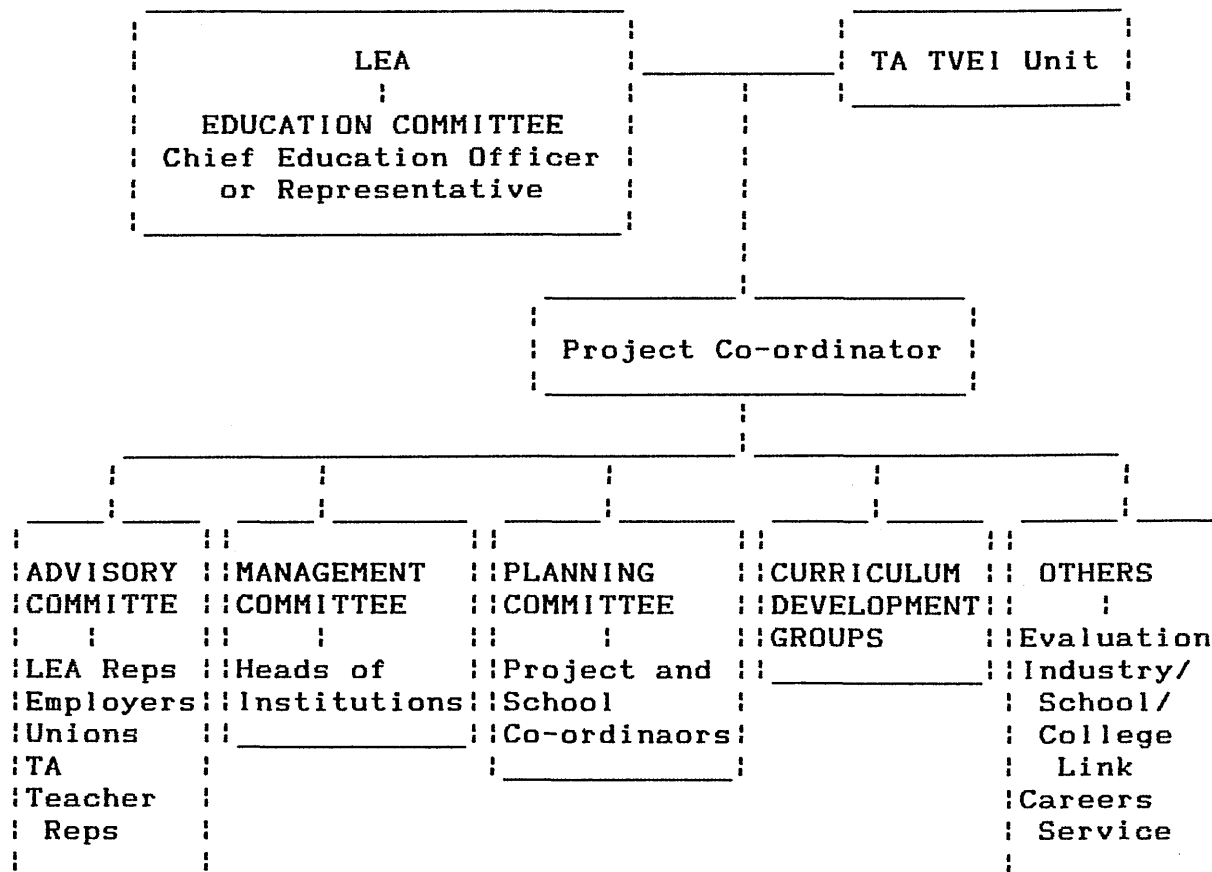 LEA
TA TVEI Unit
EDUCATION COMMITTEE
Chief Education Officer
or Representative
Project Co-ordinator
ADVISORY
COMMITTE
LEA Reps
Employers
Unions
TA
Teacher
Reps
MANAGEMENT
COMMITTEE
Heads of
Institutions
PLANNING
COMMITTEE
Project and
School
Co-ordinaors
CURRICULUM
DEVELOPMENT
GROUPS
OTHERS
Evaluation
Industry/
School/
College
Link
Careers
Service